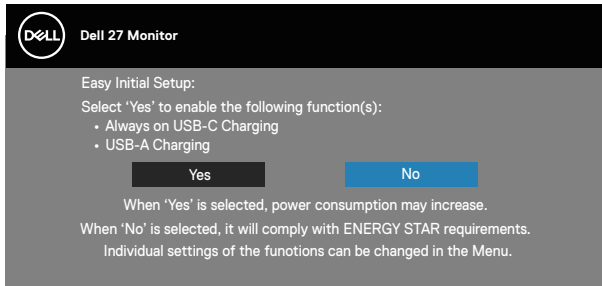 DELL
Dell 27 Monitor
Easy Initial Setup:
Select ‘Yes’ to enable the following function(s):
• Always on USB-C Charging
• USB-A Charging
Yes
No
When ‘Yes’ is selected, power consumption may increase.
When ‘No’ is selected, it will comply with ENERGY STAR requirements.
Individual settings of the funotions can be changed in the Menu.